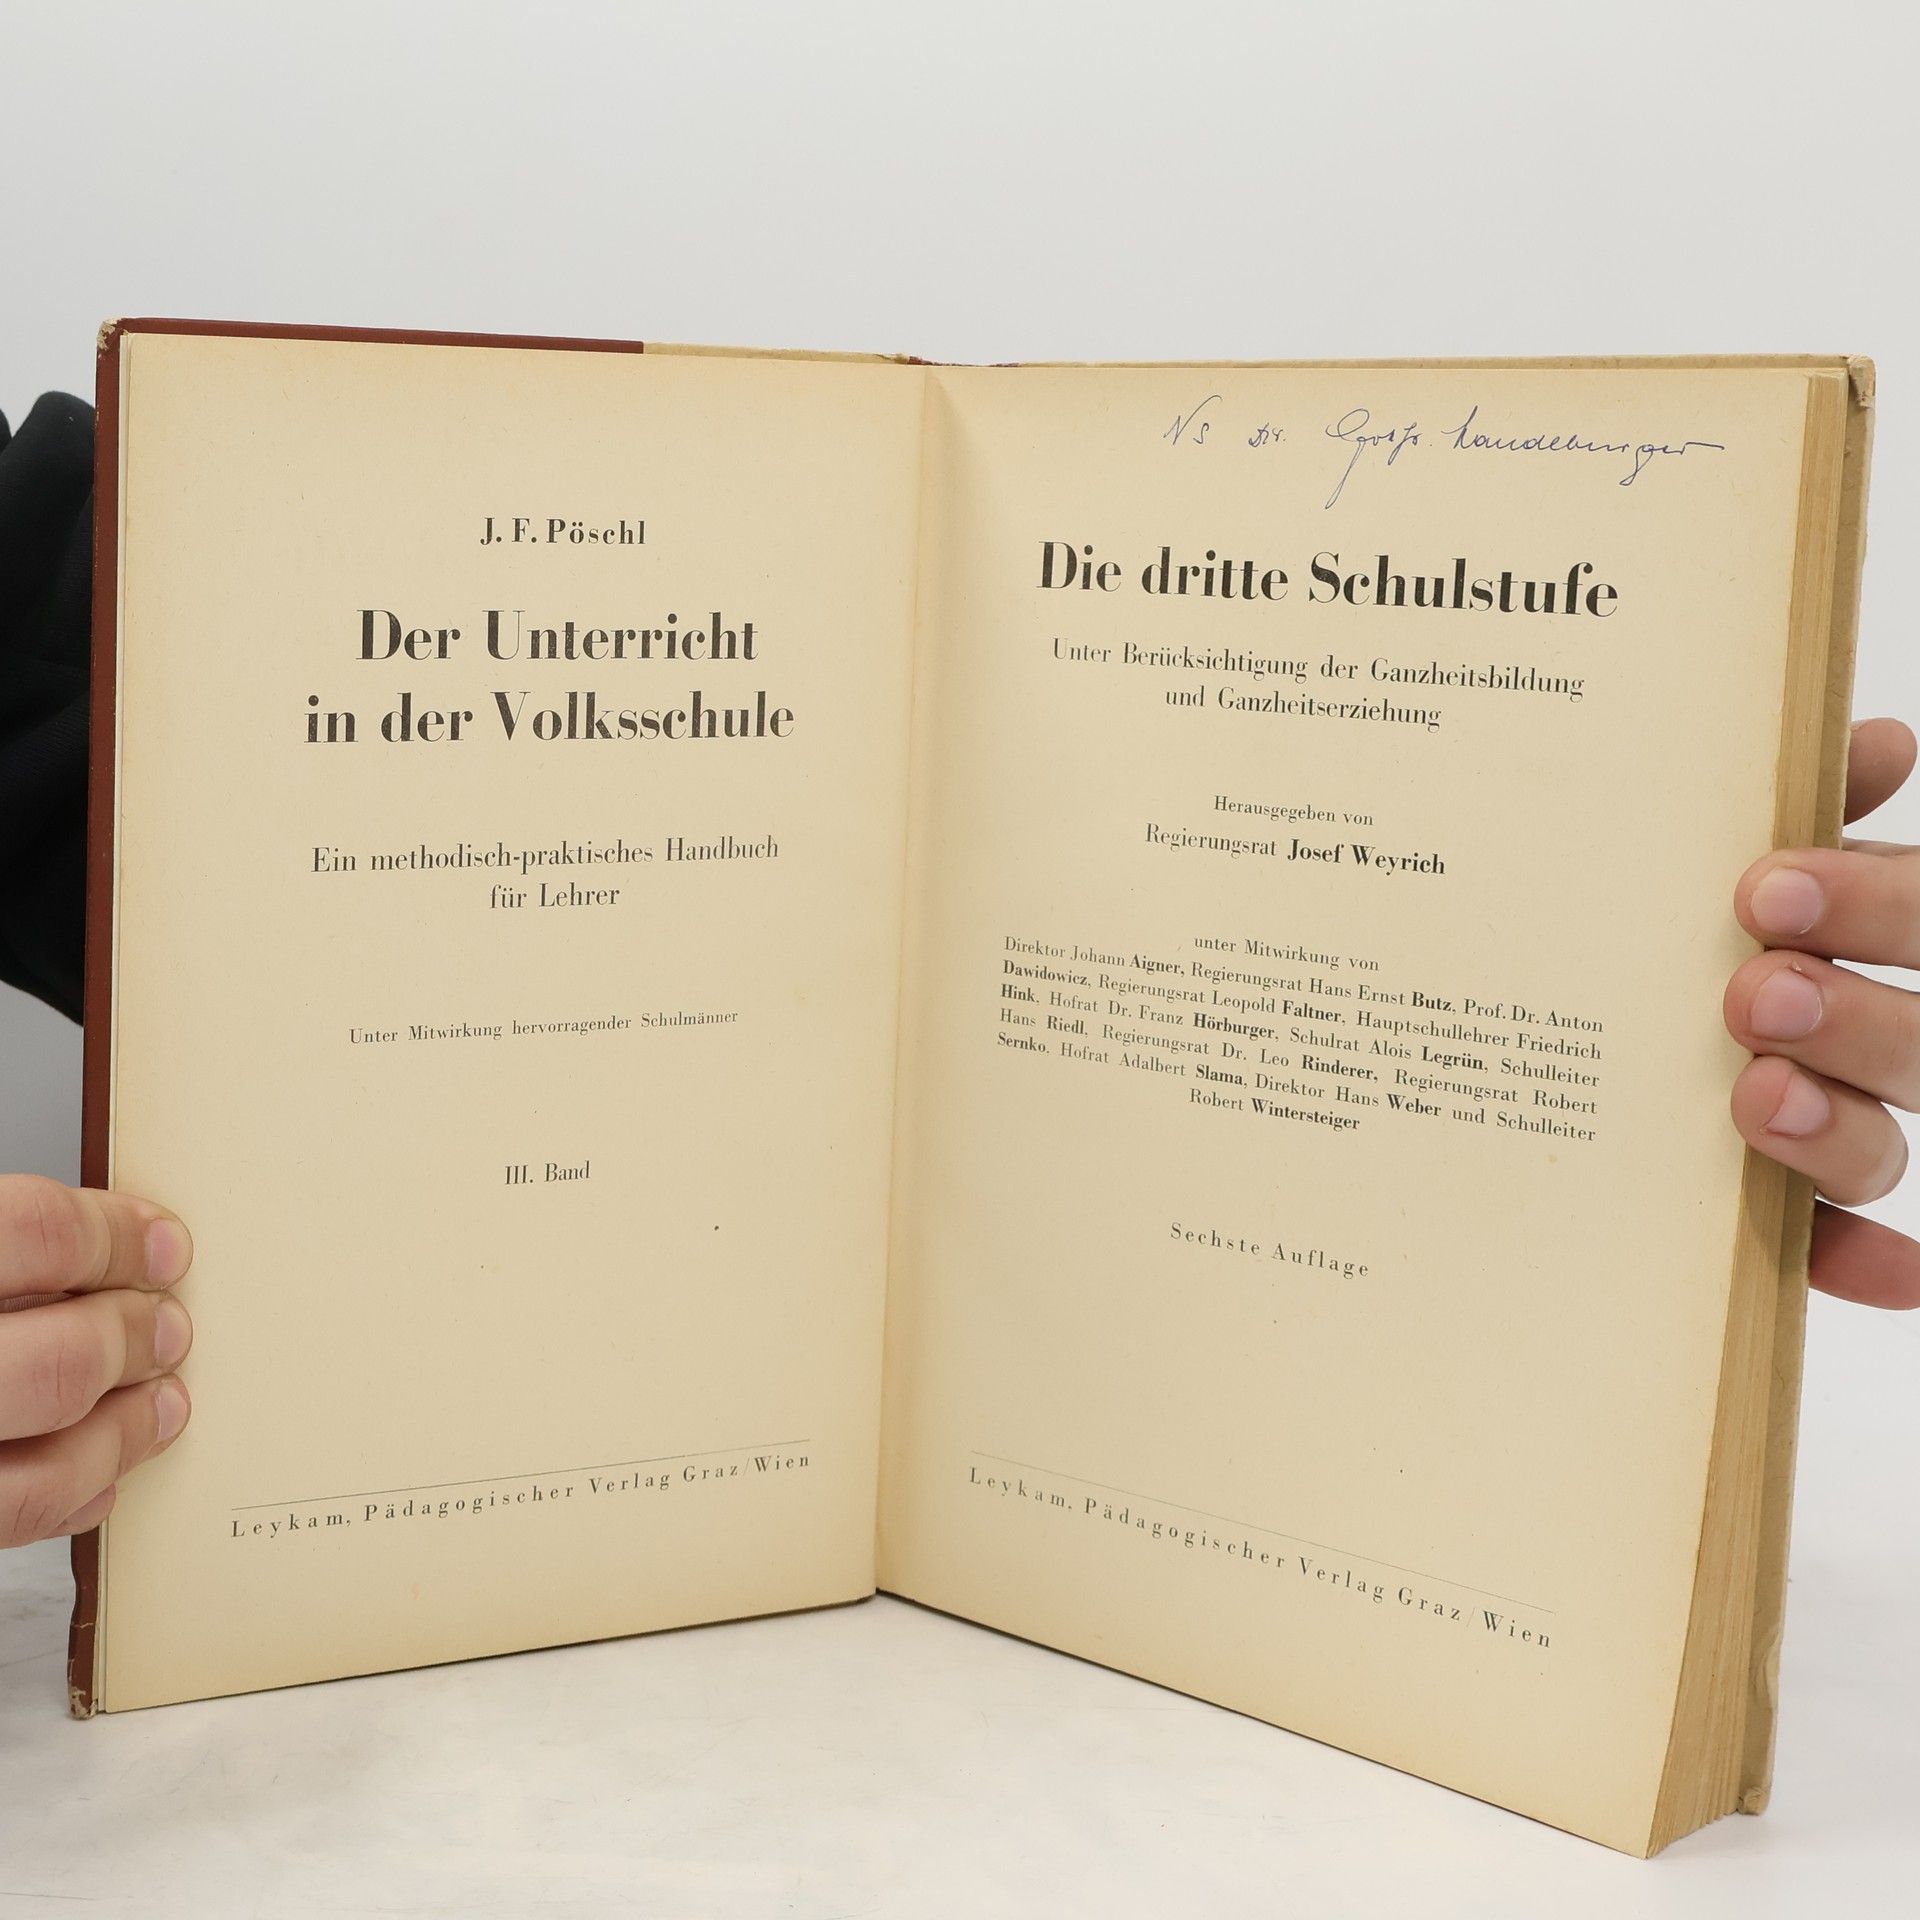 J. F. Pöschl
Der Unterricht
in der Volksschule
Ein methodisch-praktisches Handbuch
für Lehrer
Unter Mitwirkung hervorragender Schulmänner
III. Band
Leykam, Pädagogischer Verlag Graz/Wien
Dir.
Die dritte Schulstufe
Unter Berücksichtigung der Ganzheitsbildung
und Ganzheitserziehung
Herausgegeben von
Regierungsrat Josef Weyrich
unter Mitwirkung von
Direktor Johann Aigner, Regierungsrat Hans Ernst Butz, Prof. Dr. Anton
Dawidowicz, Regierungsrat Leopold Faltner, Hauptschullehrer Friedrich
Hink, Hofrat Dr. Franz Hörburger, Schulrat Alois Legrün, Schulleiter
Hans Riedl, Regierungsrat Dr. Leo Rinderer, Regierungsrat Robert
Sernko, Hofrat Adalbert Slama, Direktor Hans Weber und Schulleiter
Robert Wintersteiger
Sechste Auflage
Leykam, Pädagogischer Verlag Graz/Wien